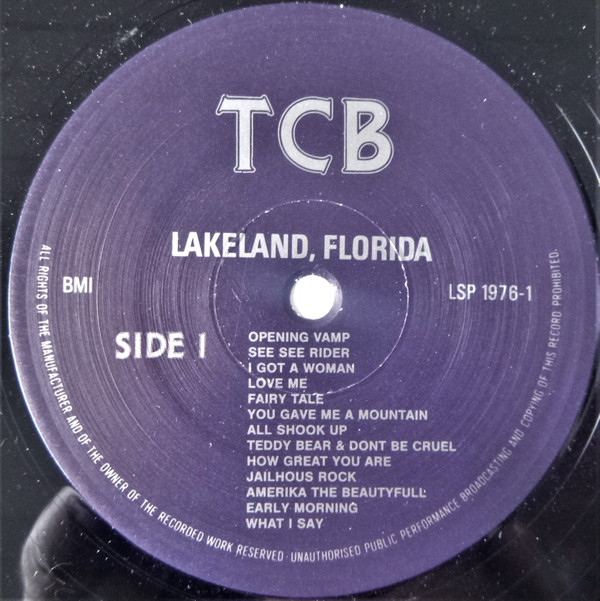 TCB
LAKELAND, FLORIDA
BMI
LSP 1976-1
SIDE 1
OPENING VAMP
SEE SEE RIDER
I GOT A WOMAN
LOVE ME
FAIRY TALE
YOU GAVE ME A MOUNTAIN
ALL SHOOK UP
TEDDY BEAR & DONT BE CRUEL
HOW GREAT YOU ARE
JAILHOUS ROCK
AMERIKA THE BEAUTYFULL
EARLY MORNING
WHAT I SAY
ALL RIGHTS OF THE MANUFACTURER AND OF THE OWNER OF THE RECORDED WORK RESERVED · UNAUTHORISED PUBLIC PERFORMANCE BROADCASTING AND COPYING OF THIS RECORD PROHIBITED.